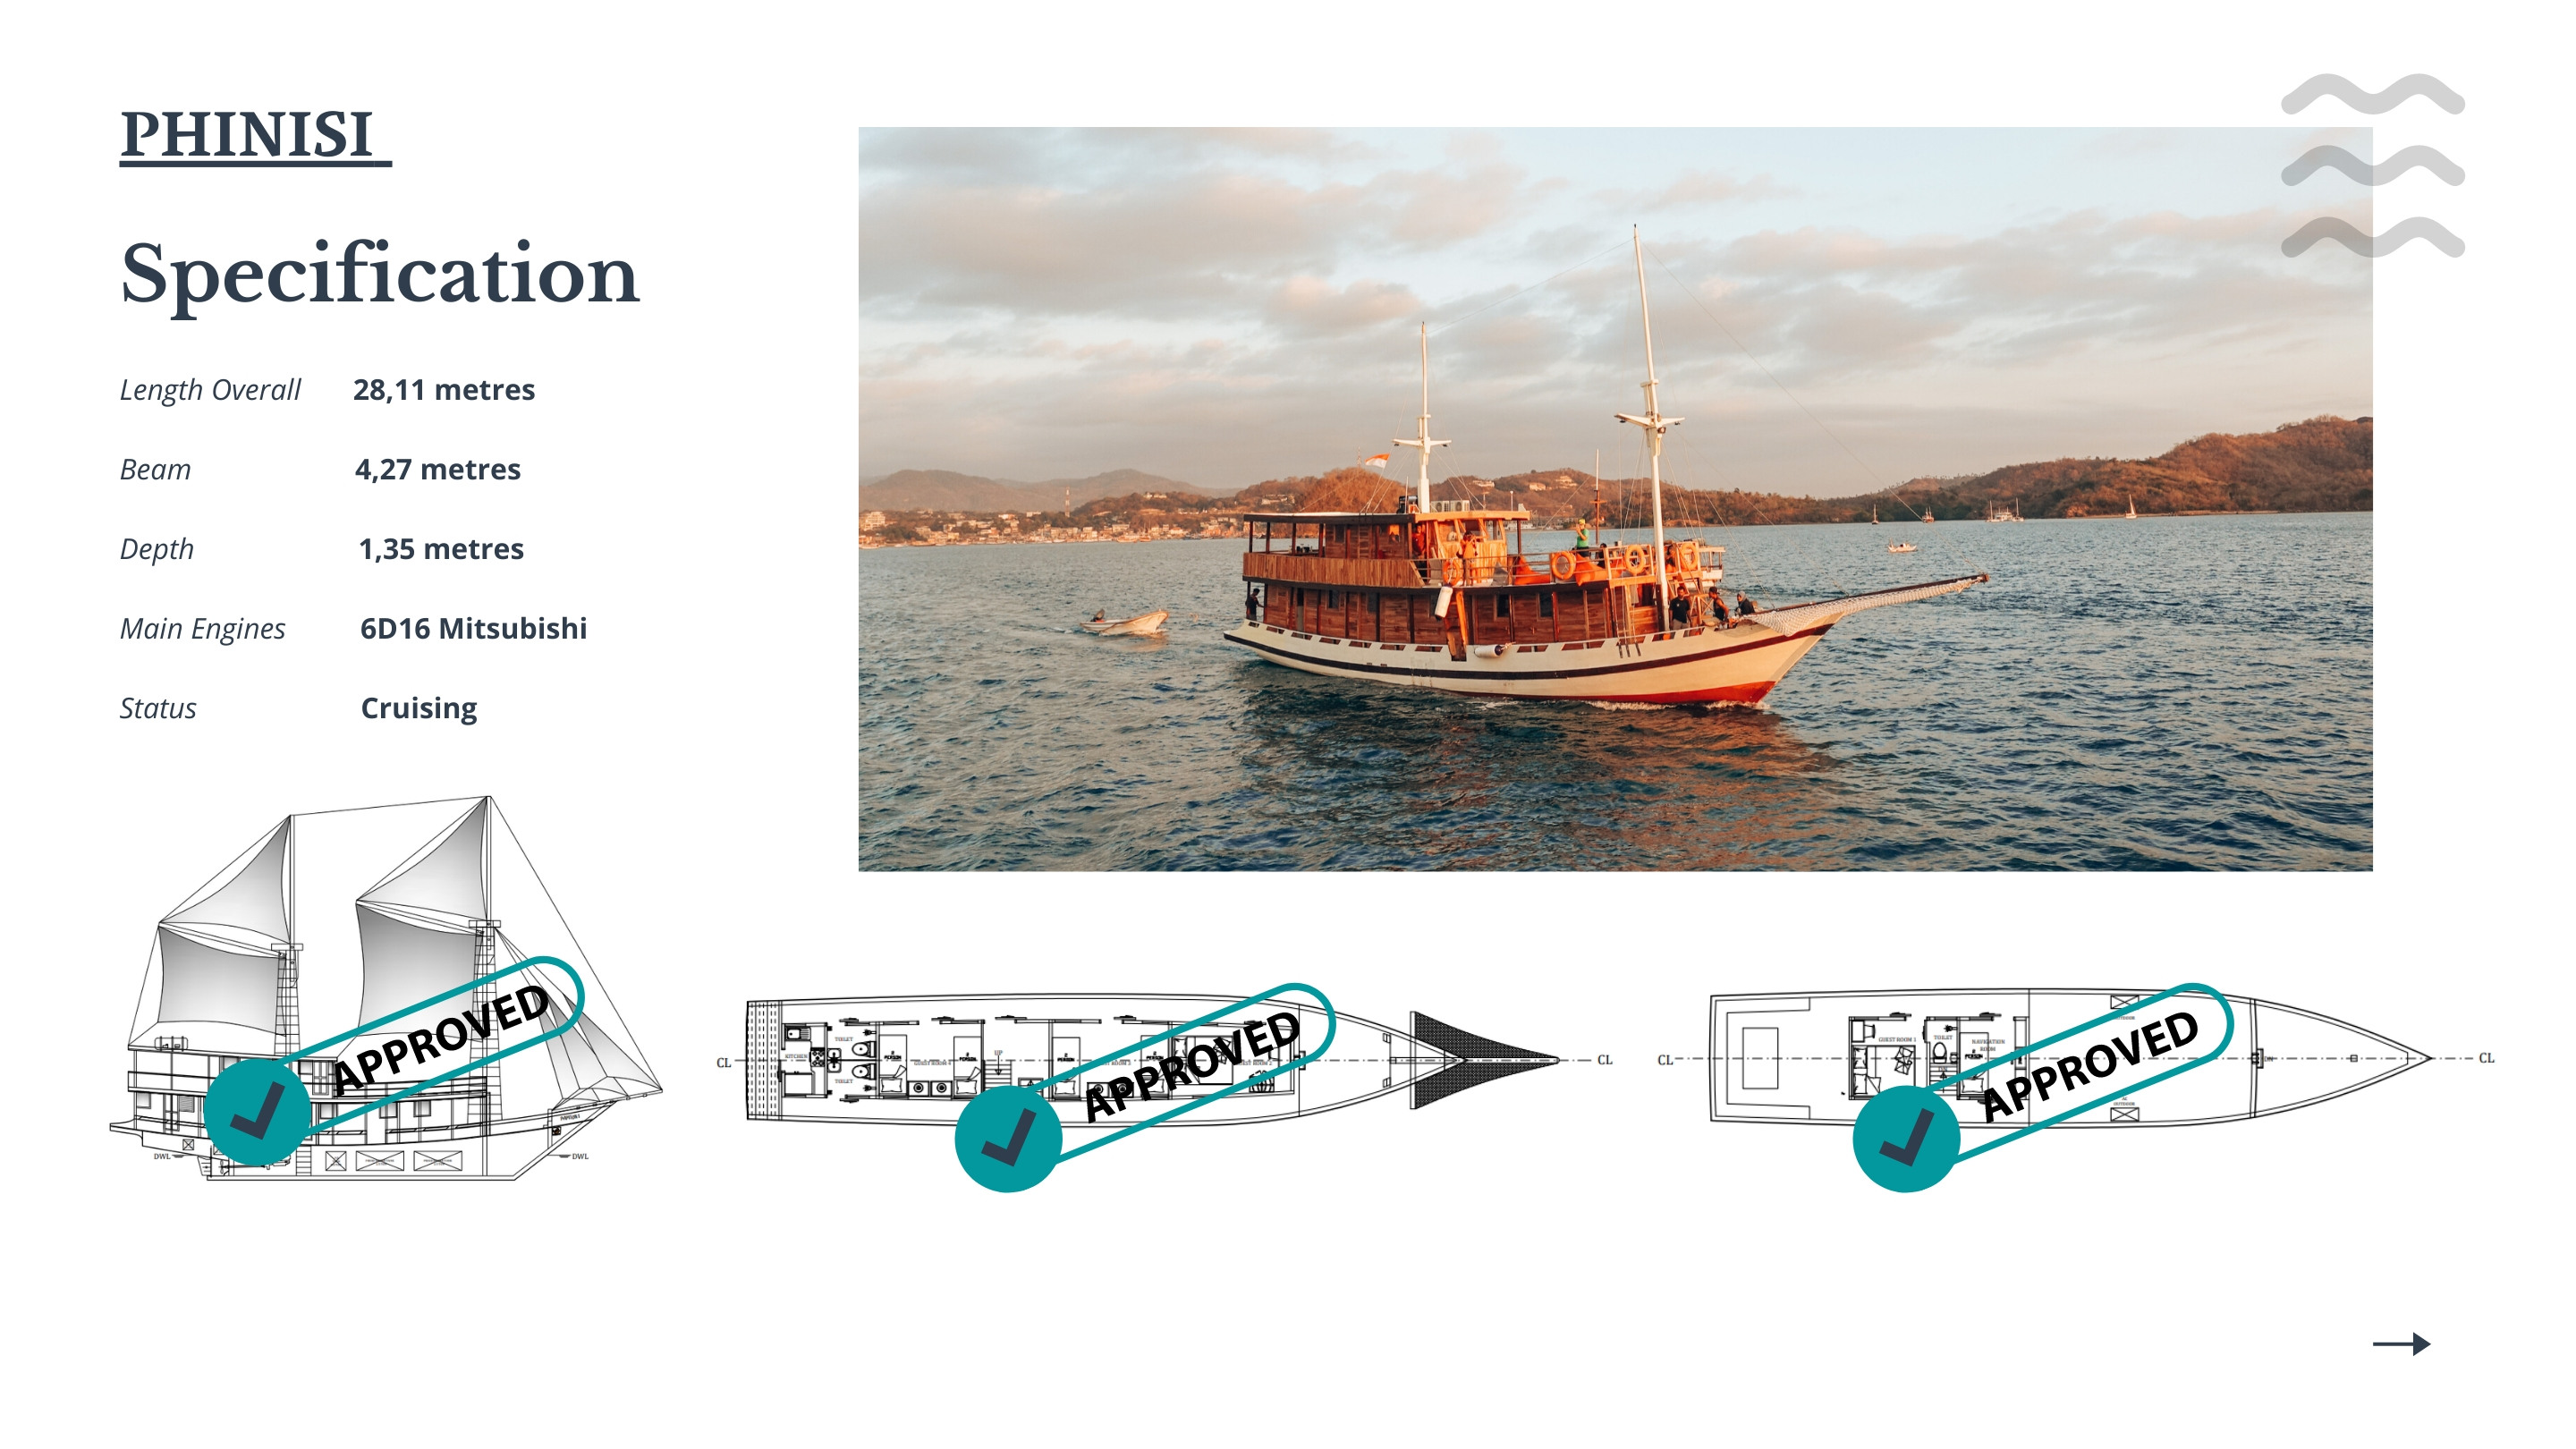 PHINISI
Specification
Length Overall 28,11 metres
Beam 4,27 metres
Depth 1,35 metres
Main Engines 6D16 Mitsubishi
Status Cruising
APPROVED
DWL
DWL
CL
KITCHEN
TOILET
TOILET
UP
APPROVED
CL
CL
GUEST ROOM 1
TOILET
NAVIGATION
ROOM
APPROVED
DN
CL